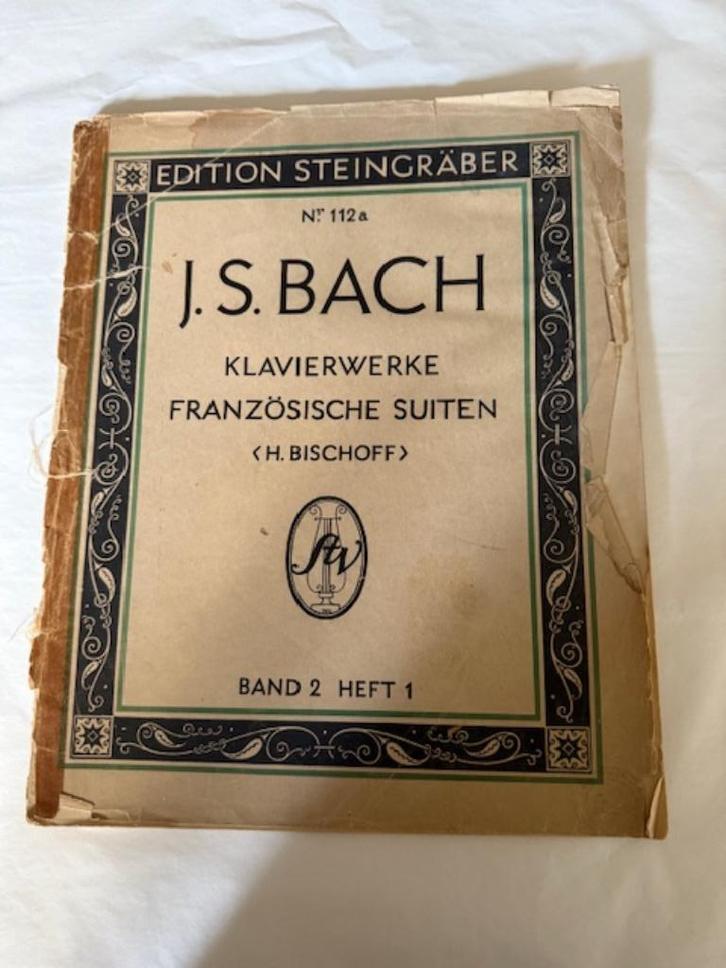 EDITION STEINGRÄBER
Nr. 112a
J. S. BACH
KLAVIERWERKE
FRANZÖSISCHE SUITEN
<H. BISCHOFF>
StV
BAND 2 HEFT 1